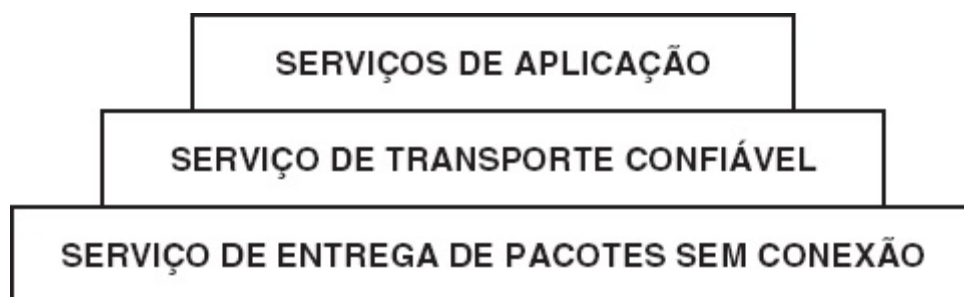 SERVIÇOS DE APLICAÇÃO
SERVIÇO DE TRANSPORTE CONFIÁVEL
SERVIÇO DE ENTREGA DE PACOTES SEM CONEXÃO